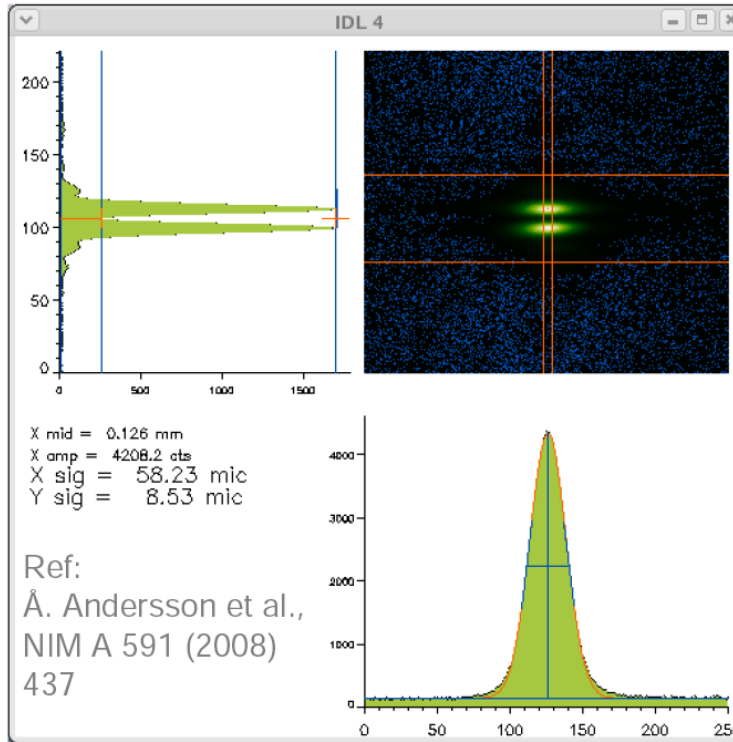 IDL 4
200
150
100
50
0
0
500
1000
1500
X mid = 0.126 mm
X amp = 4208.2 cts
X sig = 58.23 mic
Y sig = 8.53 mic
Ref:
Å. Andersson et al.,
NIM A 591 (2008)
437
4000
3000
2000
1000
0
0
50
100
150
200
25